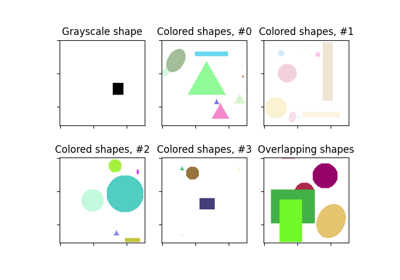 Grayscale shape
Colored shapes, #0
Colored shapes, #1
Colored shapes, #2
Colored shapes, #3
Overlapping shapes